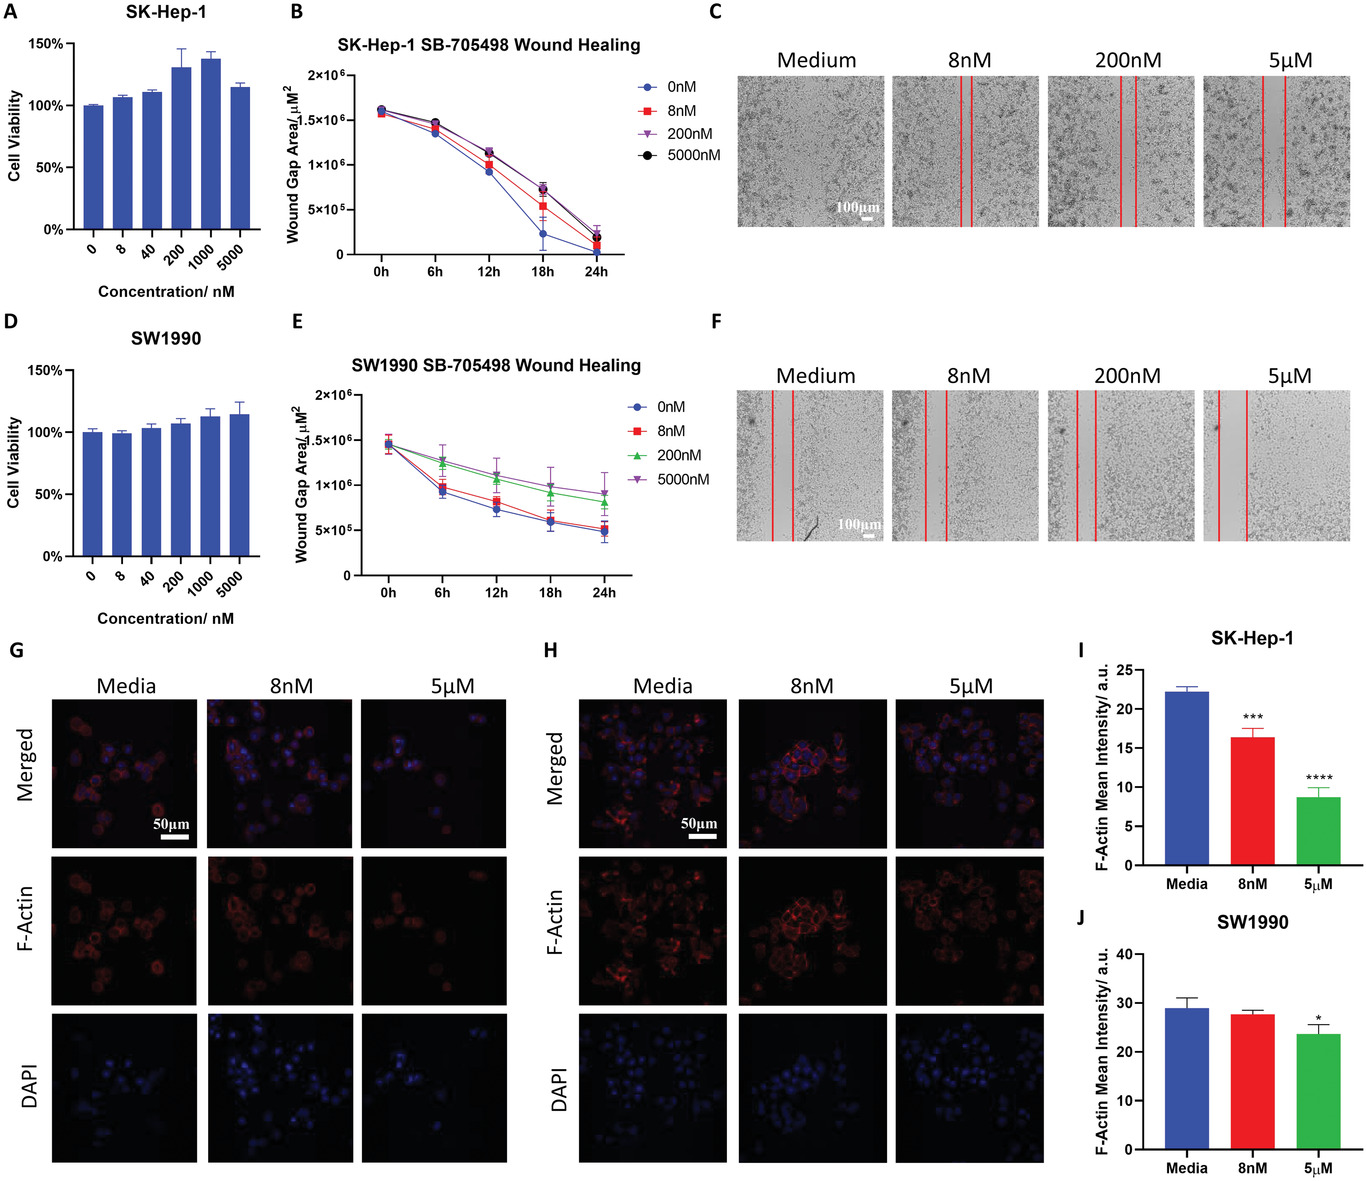 A
SK-Hep-1
150%
100%
50%
0%
Cell Viability
0
8
40
200
1000
5000
Concentration/ nM
B
SK-Hep-1 SB-705498 Wound Healing
2×10⁶
1.5×10⁶
1×10⁶
5×10⁵
0
Wound Gap Area/ μM²
0h
6h
12h
18h
24h
0nM
8nM
200nM
5000nM
C
Medium
8nM
200nM
5μM
100μm
D
SW1990
150%
100%
50%
0%
Cell Viability
0
8
40
200
1000
5000
Concentration/ nM
E
SW1990 SB-705498 Wound Healing
2×10⁶
1.5×10⁶
1×10⁶
5×10⁵
0
Wound Gap Area/ μM²
0h
6h
12h
18h
24h
0nM
8nM
200nM
5000nM
F
Medium
8nM
200nM
5μM
100μm
G
Media
8nM
5μM
Merged
50μm
F-Actin
DAPI
H
Media
8nM
5μM
Merged
50μm
F-Actin
DAPI
I
SK-Hep-1
25
20
15
10
5
0
F-Actin Mean Intensity/ a.u.
***
****
Media
8nM
5μM
J
SW1990
40
30
20
10
0
F-Actin Mean Intensity/ a.u.
*
Media
8nM
5μM